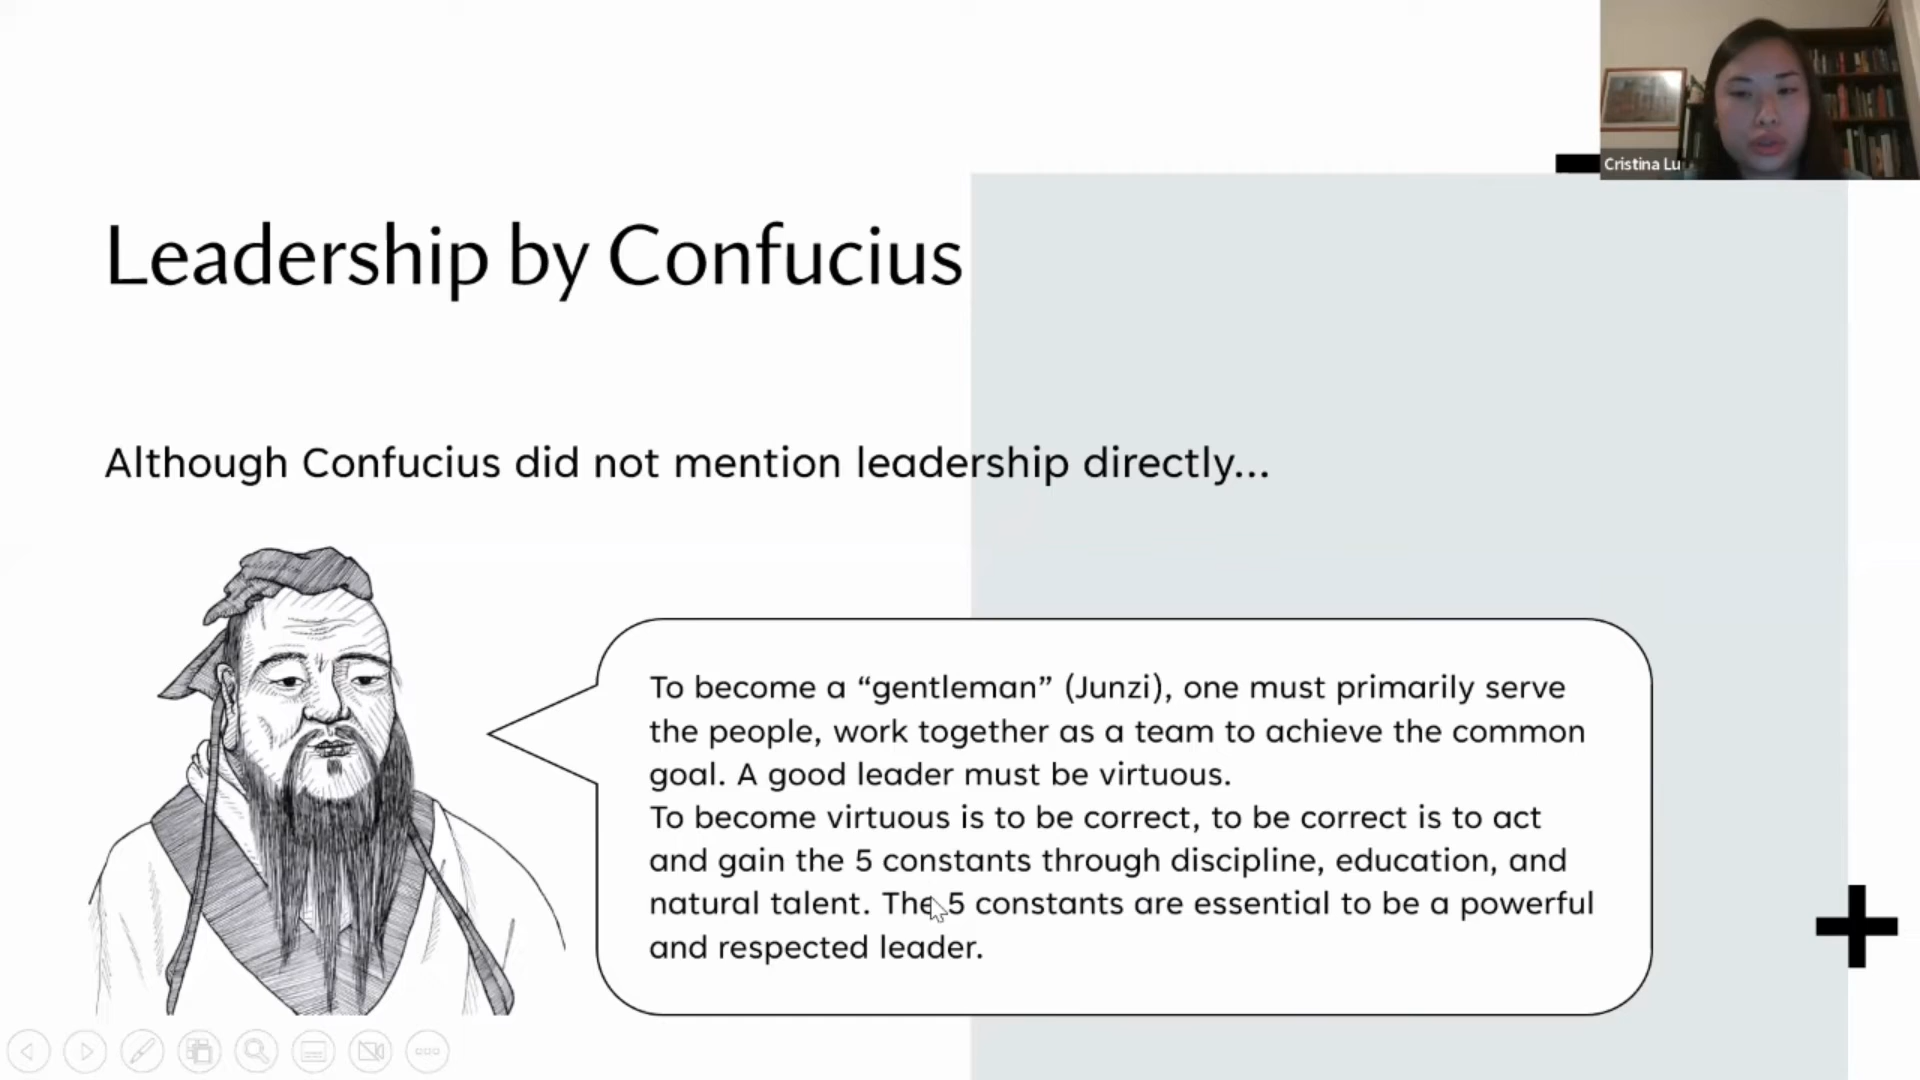 Cristina Lu
Leadership by Confucius
Although Confucius did not mention leadership directly...
To become a “gentleman” (Junzi), one must primarily serve
the people, work together as a team to achieve the common
goal. A good leader must be virtuous.
To become virtuous is to be correct, to be correct is to act
and gain the 5 constants through discipline, education, and
natural talent. The 5 constants are essential to be a powerful
and respected leader.